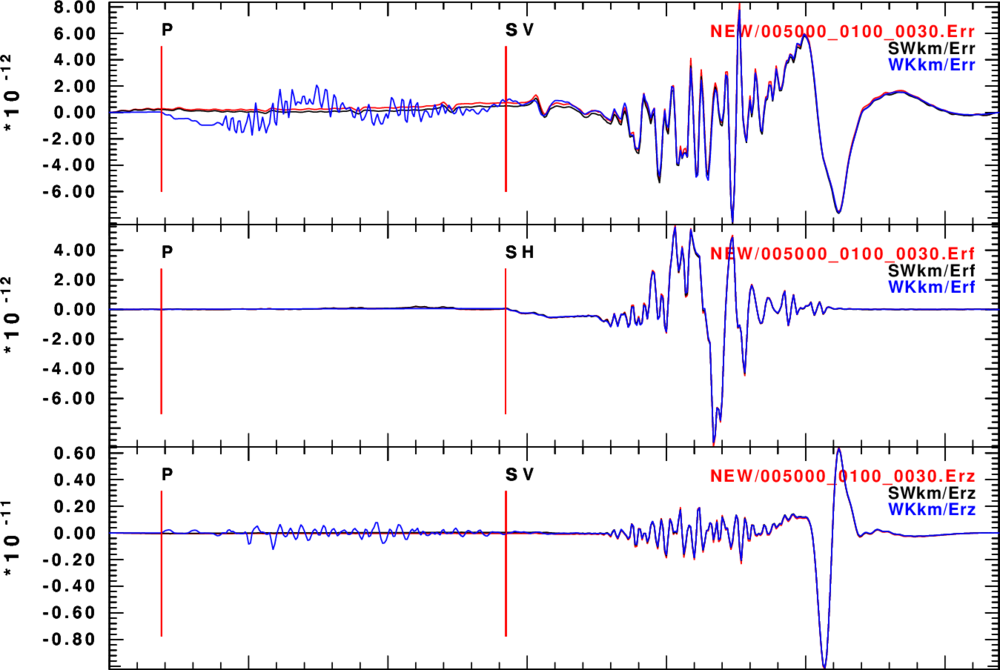 8.00
6.00
4.00
2.00
0.00
-2.00
-4.00
-6.00
*10 -12
P
SV
NEW/005000_0100_0030.Err
SWkm/Err
WKkm/Err
4.00
2.00
0.00
-2.00
-4.00
-6.00
*10 -12
P
SH
NEW/005000_0100_0030.Erf
SWkm/Erf
WKkm/Erf
0.60
0.40
0.20
0.00
-0.20
-0.40
-0.60
-0.80
*10 -11
P
SV
NEW/005000_0100_0030.Erz
SWkm/Erz
WKkm/Erz